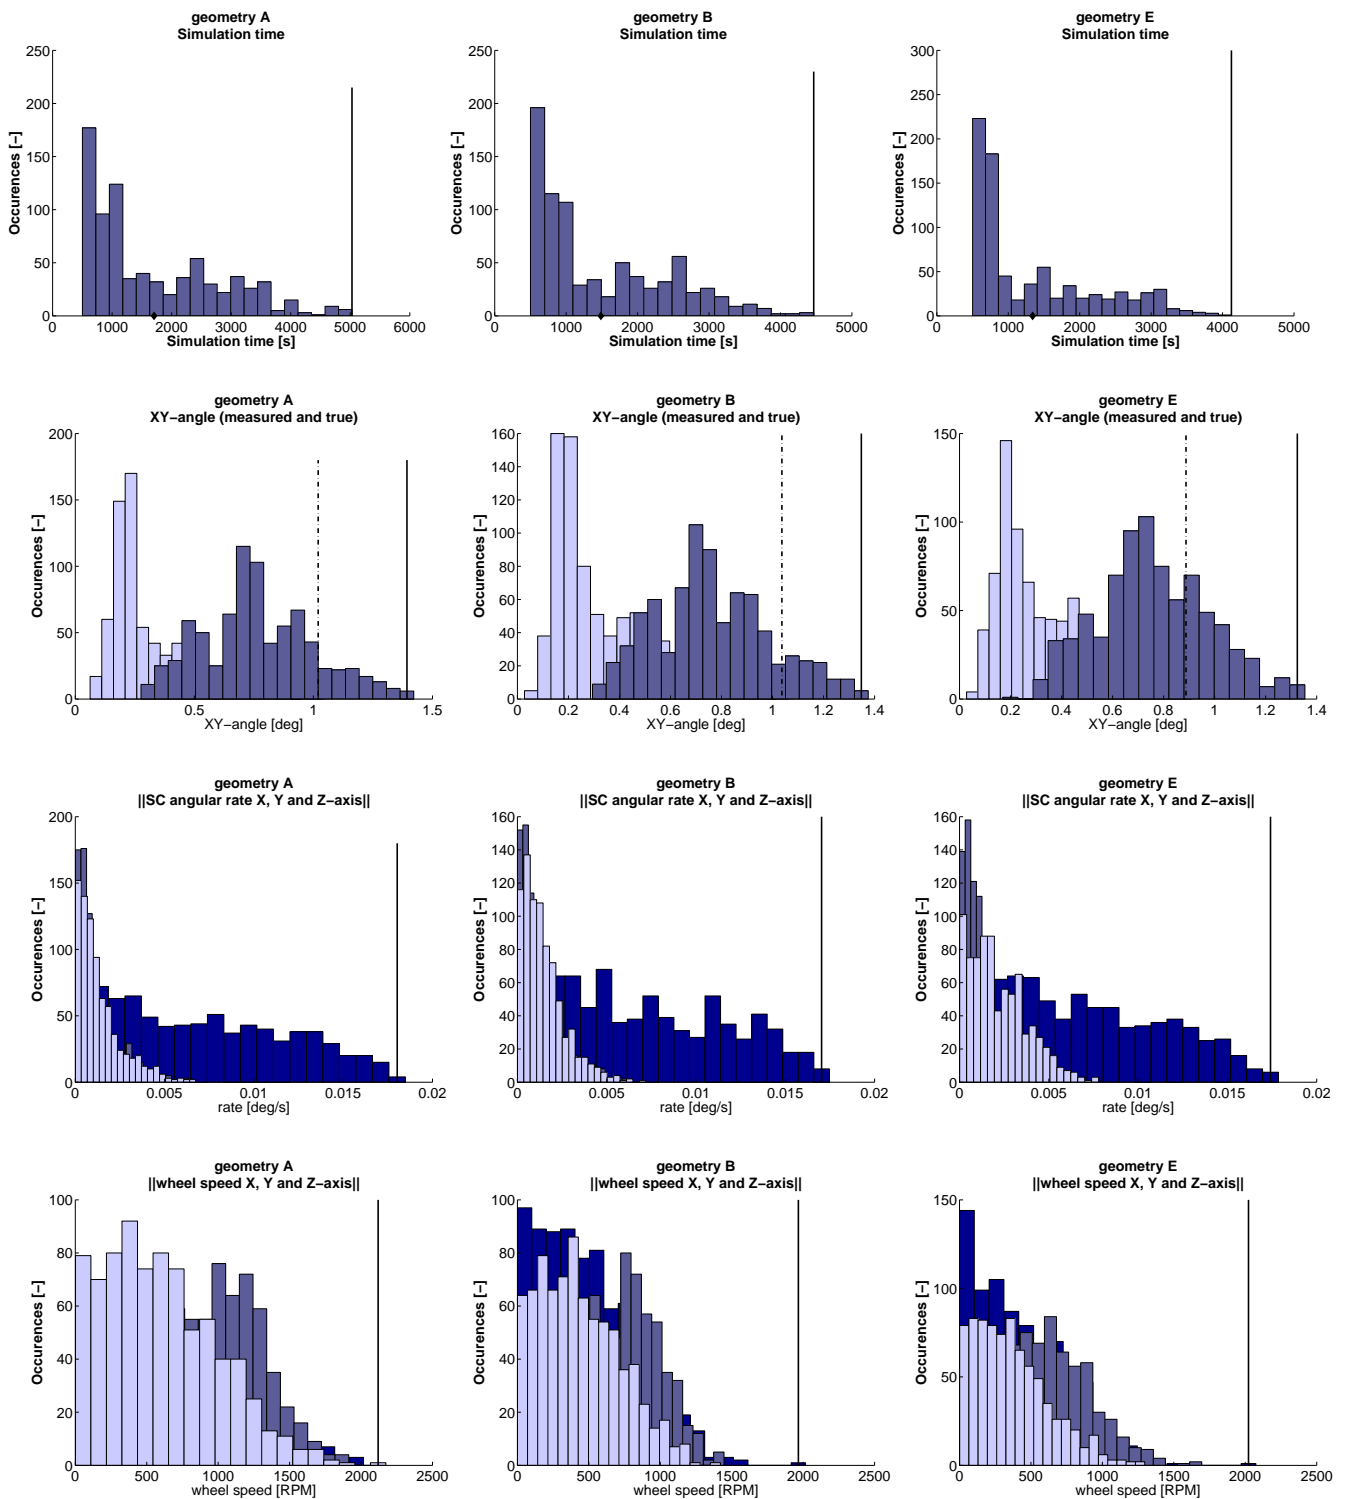 geometry A
Simulation time
250
200
150
100
50
0
0 1000 2000 3000 4000 5000 6000
Occurences [−]
Simulation time [s]
geometry B
Simulation time
250
200
150
100
50
0
0 1000 2000 3000 4000 5000
Occurences [−]
Simulation time [s]
geometry E
Simulation time
300
250
200
150
100
50
0
0 1000 2000 3000 4000 5000
Occurences [−]
Simulation time [s]
geometry A
XY−angle (measured and true)
200
150
100
50
0
0 0.5 1 1.5
Occurences [−]
XY−angle [deg]
geometry B
XY−angle (measured and true)
160
140
120
100
80
60
40
20
0
0 0.2 0.4 0.6 0.8 1 1.2 1.4
Occurences [−]
XY−angle [deg]
geometry E
XY−angle (measured and true)
150
100
50
0
0 0.2 0.4 0.6 0.8 1 1.2 1.4
Occurences [−]
XY−angle [deg]
geometry A
||SC angular rate X, Y and Z−axis||
200
150
100
50
0
0 0.005 0.01 0.015 0.02
Occurences [−]
rate [deg/s]
geometry B
||SC angular rate X, Y and Z−axis||
160
140
120
100
80
60
40
20
0
0 0.005 0.01 0.015 0.02
Occurences [−]
rate [deg/s]
geometry E
||SC angular rate X, Y and Z−axis||
160
140
120
100
80
60
40
20
0
0 0.005 0.01 0.015 0.02
Occurences [−]
rate [deg/s]
geometry A
||wheel speed X, Y and Z−axis||
100
80
60
40
20
0
0 500 1000 1500 2000 2500
Occurences [−]
wheel speed [RPM]
geometry B
||wheel speed X, Y and Z−axis||
100
80
60
40
20
0
0 500 1000 1500 2000 2500
Occurences [−]
wheel speed [RPM]
geometry E
||wheel speed X, Y and Z−axis||
150
100
50
0
0 500 1000 1500 2000 2500
Occurences [−]
wheel speed [RPM]